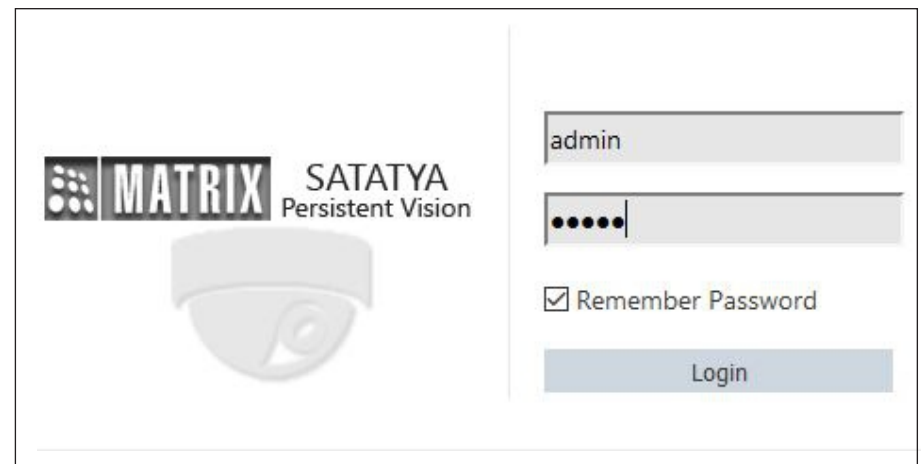 MATRIX
SATATYA
Persistent Vision
admin
•••••
Remember Password
Login